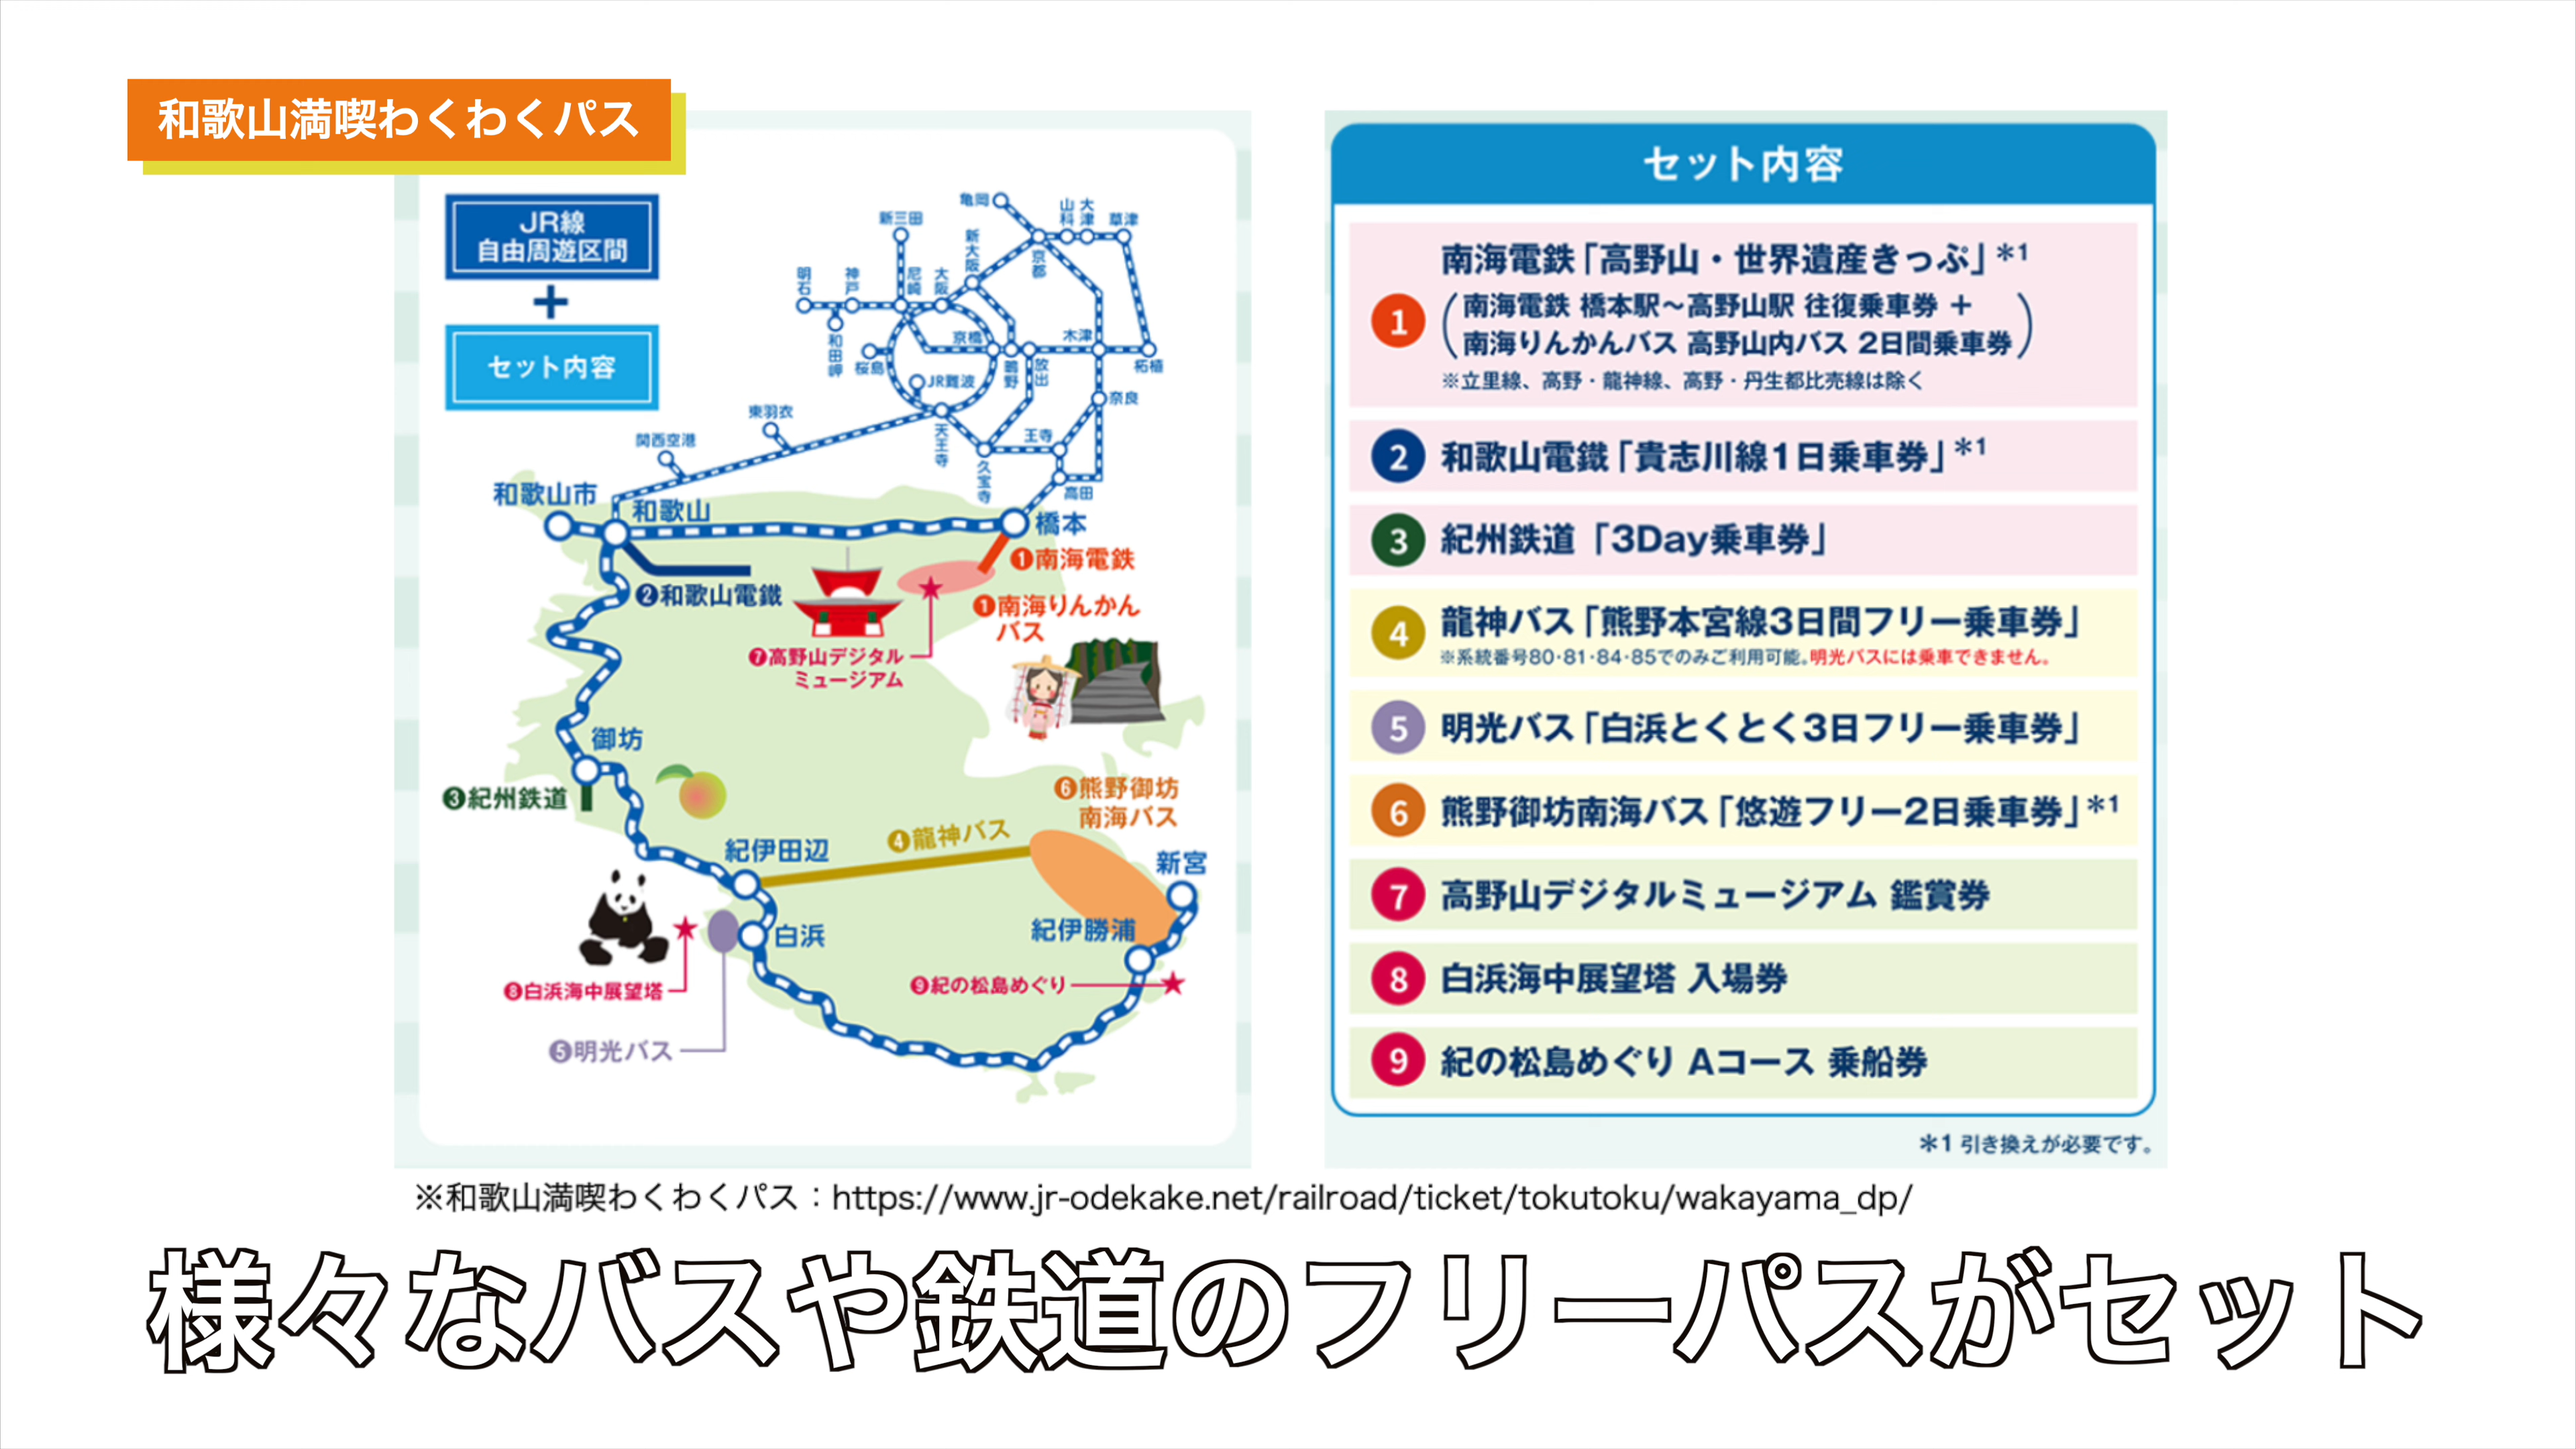 和歌山満喫わくわくパス
JR線
自由周遊区間
+
セット内容
亀岡
山科
大津
草津
新三田
新大阪
京都
明石
神戸
尼崎
大阪
和田岬
桜島
京橋
鴫野
放出
木津
柘植
JR難波
奈良
東羽衣
天王寺
王寺
関西空港
久宝寺
高田
和歌山市
和歌山
橋本
❶南海電鉄
❷和歌山電鐵
❶南海りんかん
バス
❼高野山デジタル
ミュージアム
御坊
❸紀州鉄道
❻熊野御坊
南海バス
❹龍神バス
紀伊田辺
新宮
白浜
紀伊勝浦
❽白浜海中展望塔
❾紀の松島めぐり
❺明光バス
セット内容
1
南海電鉄「高野山・世界遺産きっぷ」*1
(南海電鉄 橋本駅～高野山駅 往復乗車券 +
南海りんかんバス 高野山内バス 2日間乗車券)
※立里線、高野・龍神線、高野・丹生都比売線は除く
2 和歌山電鐵「貴志川線1日乗車券」*1
3 紀州鉄道「3Day乗車券」
4 龍神バス「熊野本宮線3日間フリー乗車券」
※系統番号80・81・84・85でのみご利用可能。明光バスには乗車できません。
5 明光バス「白浜とくとく3日フリー乗車券」
6 熊野御坊南海バス「悠遊フリー2日乗車券」*1
7 高野山デジタルミュージアム 鑑賞券
8 白浜海中展望塔 入場券
9 紀の松島めぐり Aコース 乗船券
*1 引き換えが必要です。
※和歌山満喫わくわくパス：https://www.jr-odekake.net/railroad/ticket/tokutoku/wakayama_dp/
様々なバスや鉄道のフリーパスがセット